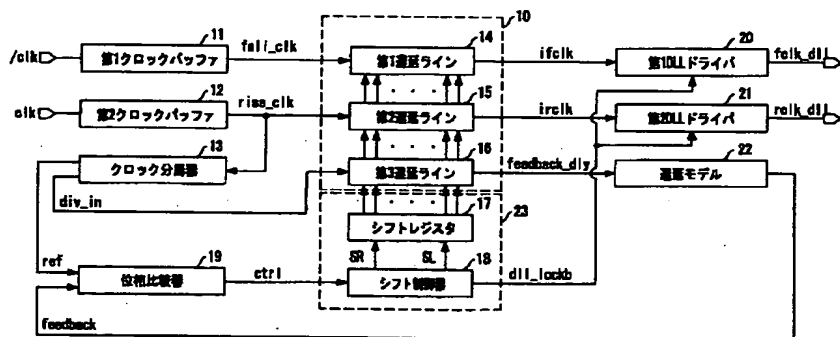 10
11
14
20
/clk
第1クロックバッファ
fall_clk
第1遅延ライン
ifclk
第1DLLドライバ
fclk_dll
12
15
21
clk
第2クロックバッファ
rise_clk
第2遅延ライン
irclk
第2DLLドライバ
rclk_dll
13
16
22
クロック分周器
第3遅延ライン
feedback_dly
遅延モデル
div_in
17
23
シフトレジスタ
ref
19
SR
SL
18
位相比較器
ctrl
シフト制御器
dll_lockb
feedback